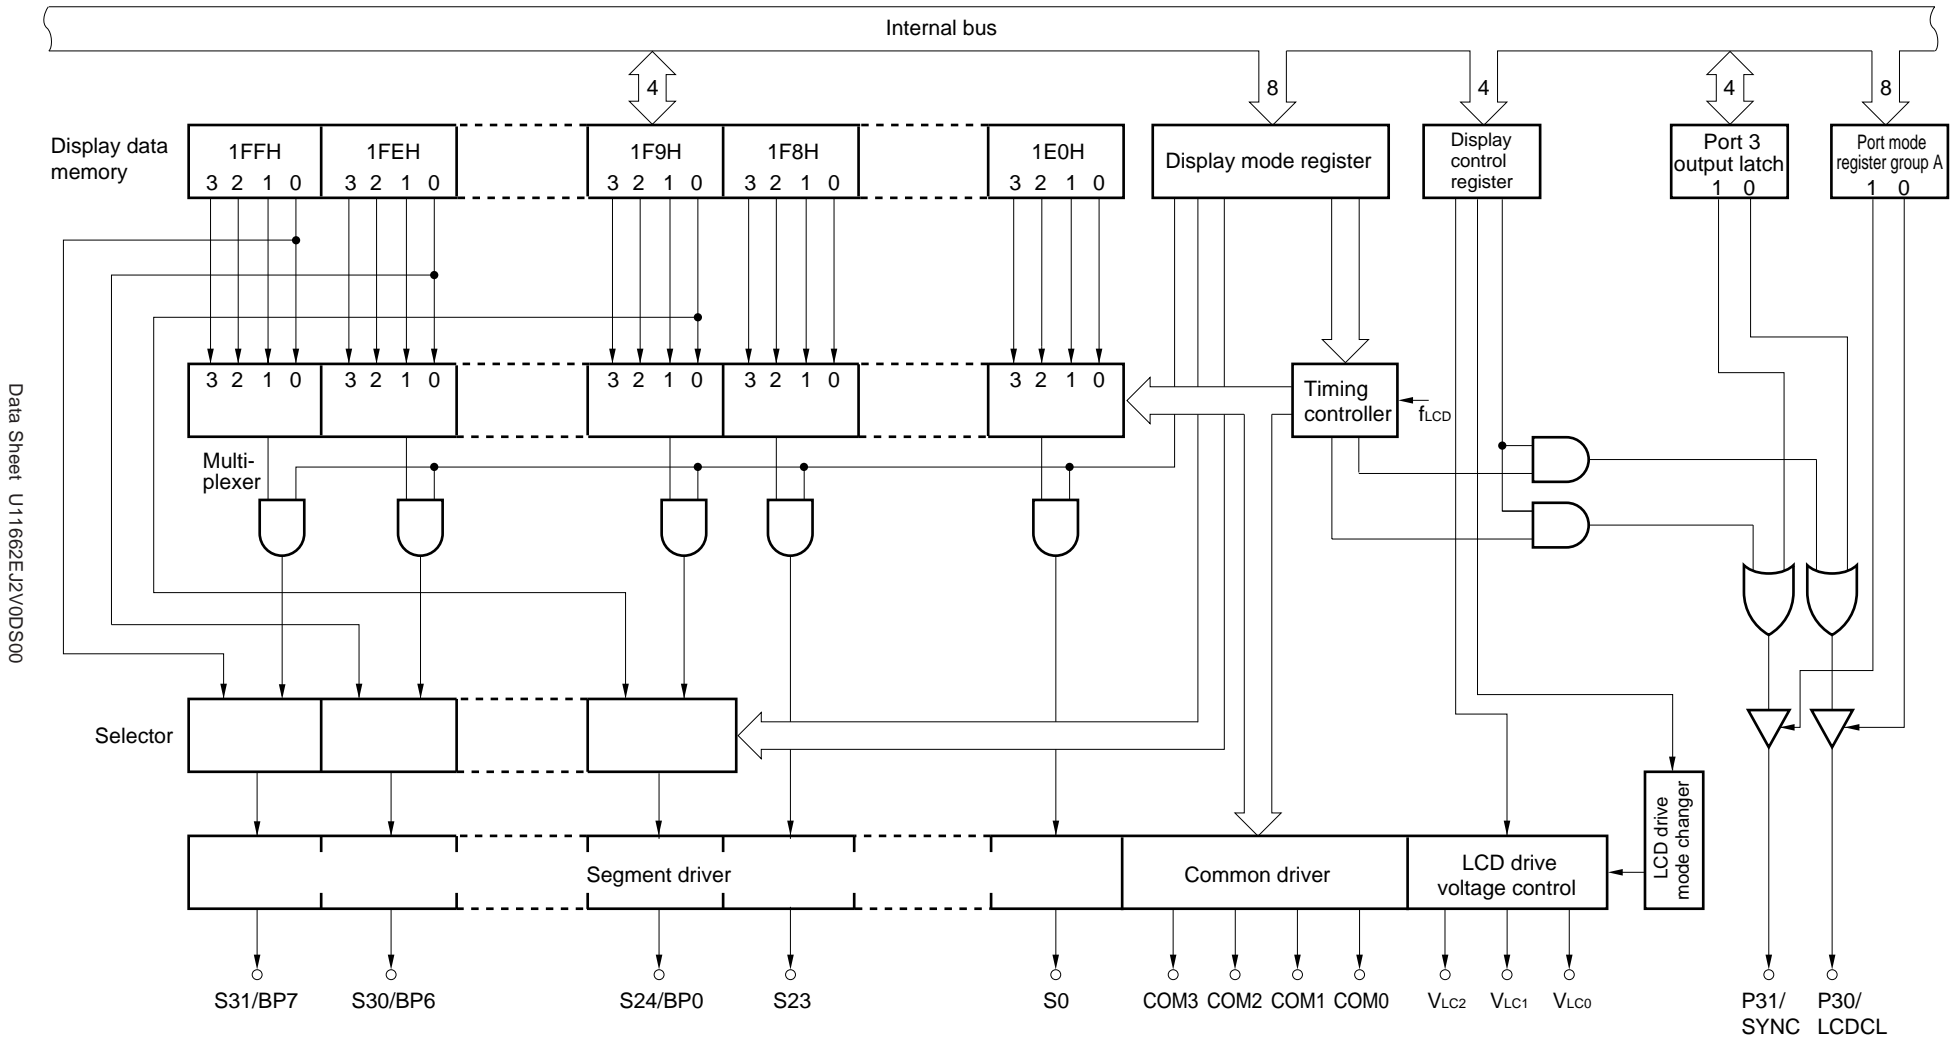 Internal bus
4 8 4 4 8
Display data
memory
1FFH 1FEH 1F9H 1F8H 1E0H
3 2 1 0 3 2 1 0 3 2 1 0 3 2 1 0 3 2 1 0
Display mode register
Display
control
register
Port 3
output latch
1 0
Port mode
register group A
1 0
3 2 1 0 3 2 1 0 3 2 1 0 3 2 1 0 3 2 1 0
Timing
controller
fLCD
Multi-
plexer
Selector
LCD drive
mode changer
Segment driver
Common driver
LCD drive
voltage control
S31/BP7 S30/BP6 S24/BP0 S23 S0 COM3 COM2 COM1 COM0 VLC2 VLC1 VLC0
P31/
SYNC
P30/
LCDCL
Data Sheet U11662EJ2V0DS00